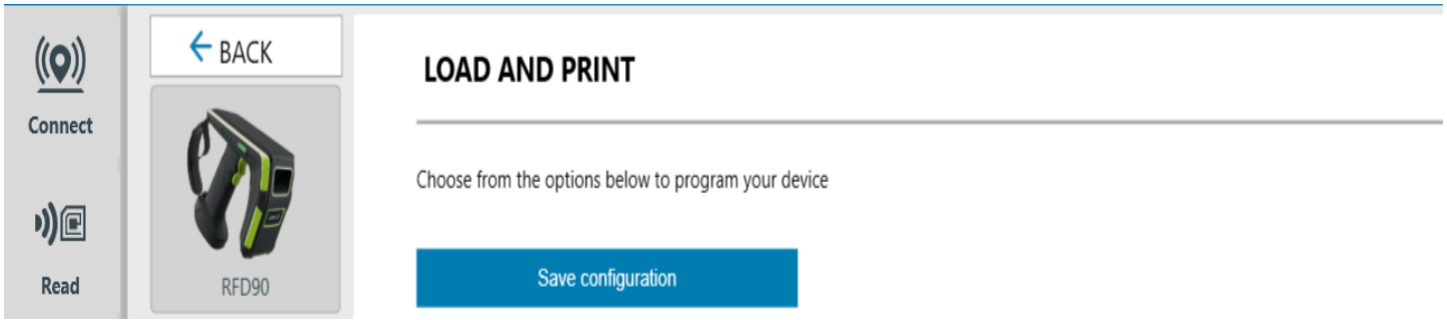 Connect
Read
BACK
RFD90
LOAD AND PRINT
Choose from the options below to program your device
Save configuration